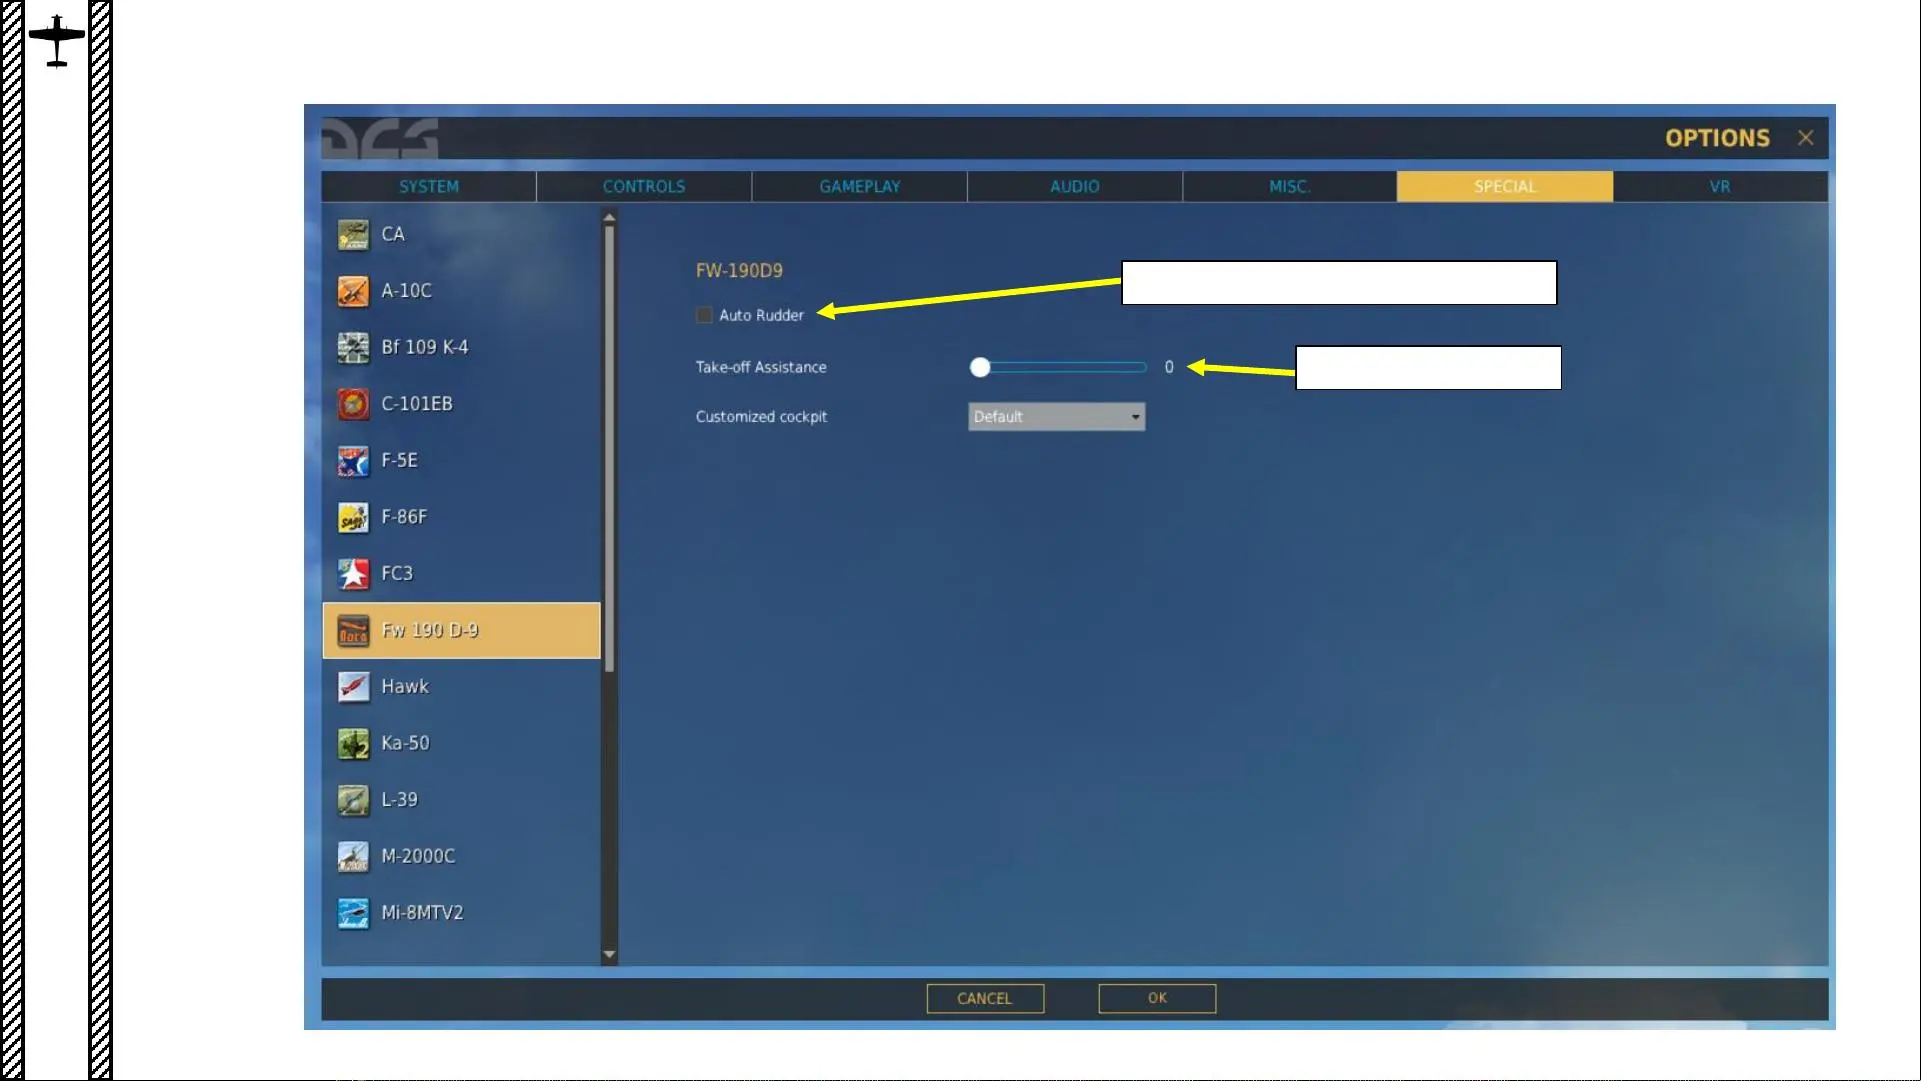 DCS
OPTIONS
SYSTEM
CONTROLS
GAMEPLAY
AUDIO
MISC.
SPECIAL
VR
CA
A-10C
Bf 109 K-4
C-101EB
F-5E
F-86F
FC3
Fw 190 D-9
Hawk
Ka-50
L-39
M-2000C
Mi-8MTV2
FW-190D9
Auto Rudder
Take-off Assistance
0
Customized cockpit
Default
CANCEL
OK